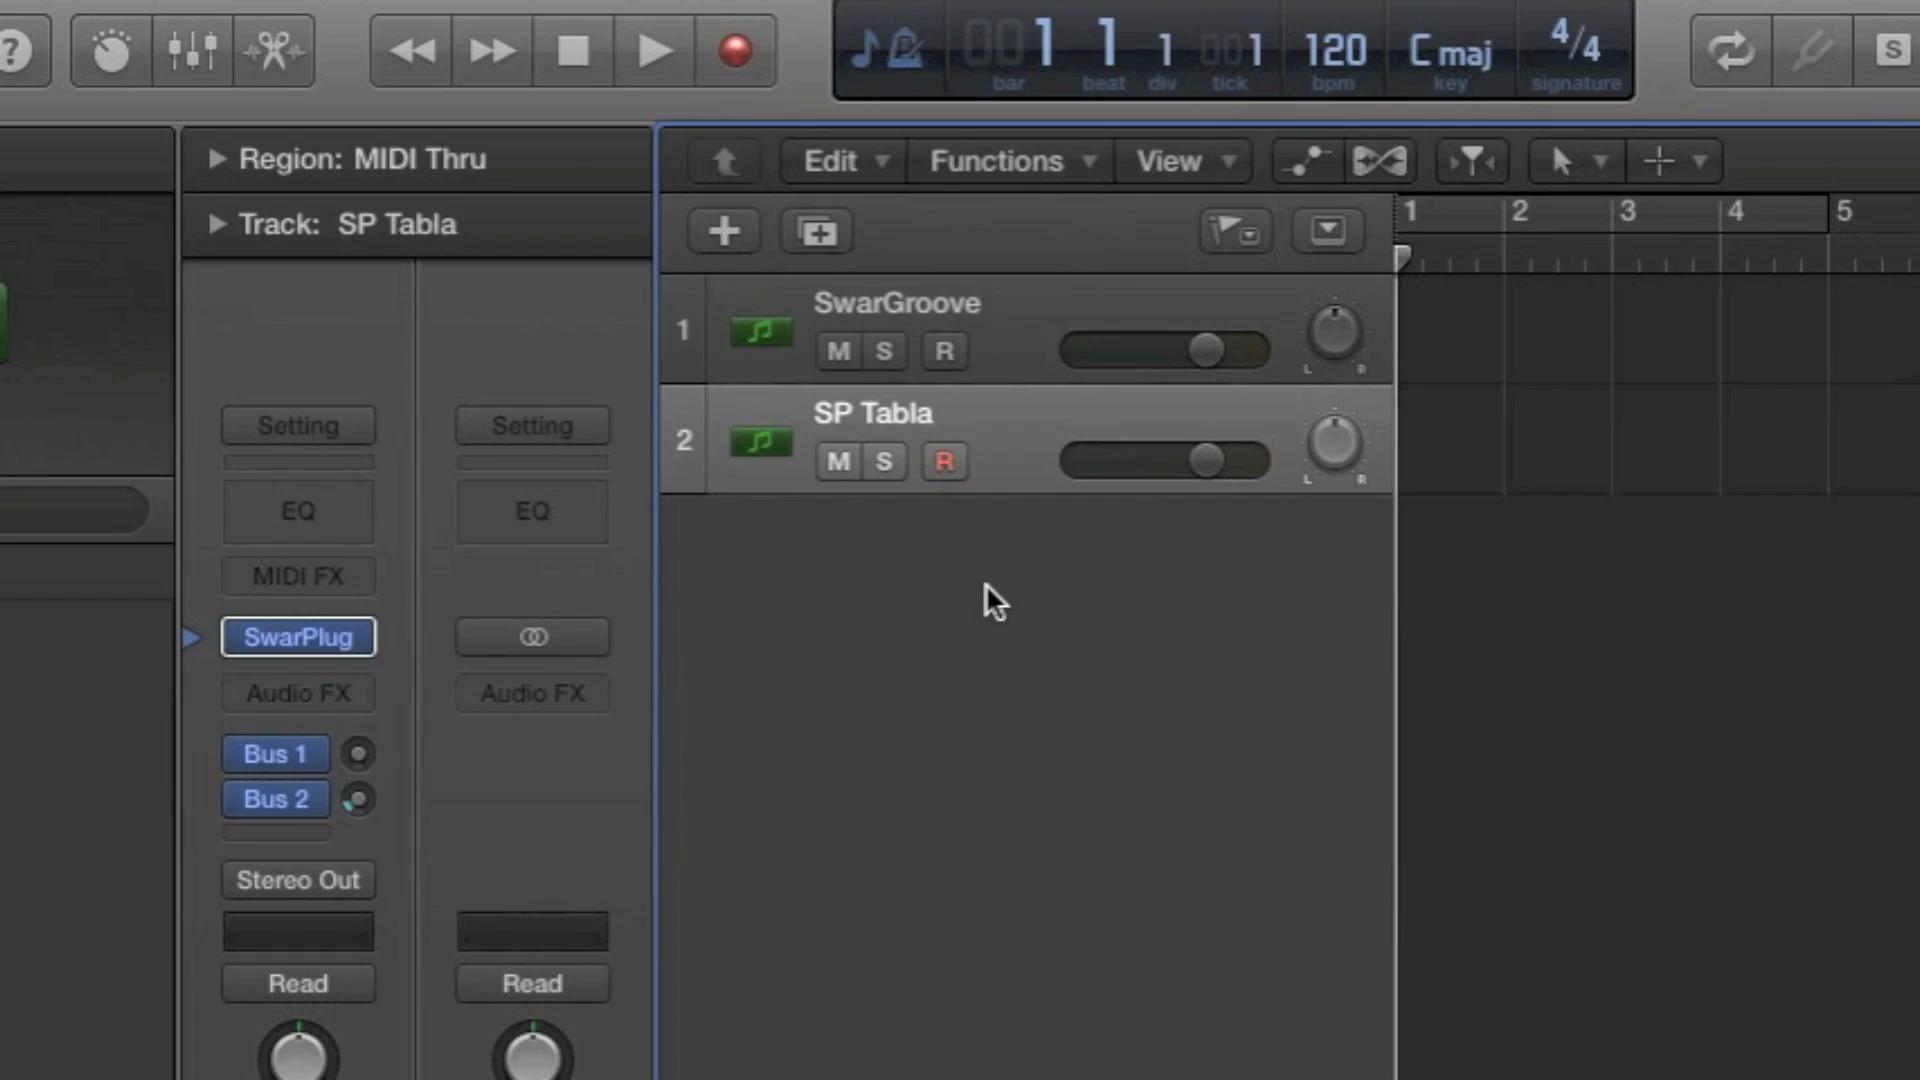 ?
001 1 1 001 120 C maj 4/4
bar beat div tick bpm key signature
S
Region: MIDI Thru
Track: SP Tabla
Edit Functions View
1 2 3 4 5
1 SwarGroove
M S R
L R
2 SP Tabla
M S R
L R
Setting Setting
EQ EQ
MIDI FX
SwarPlug
Audio FX Audio FX
Bus 1
Bus 2
Stereo Out
Read Read